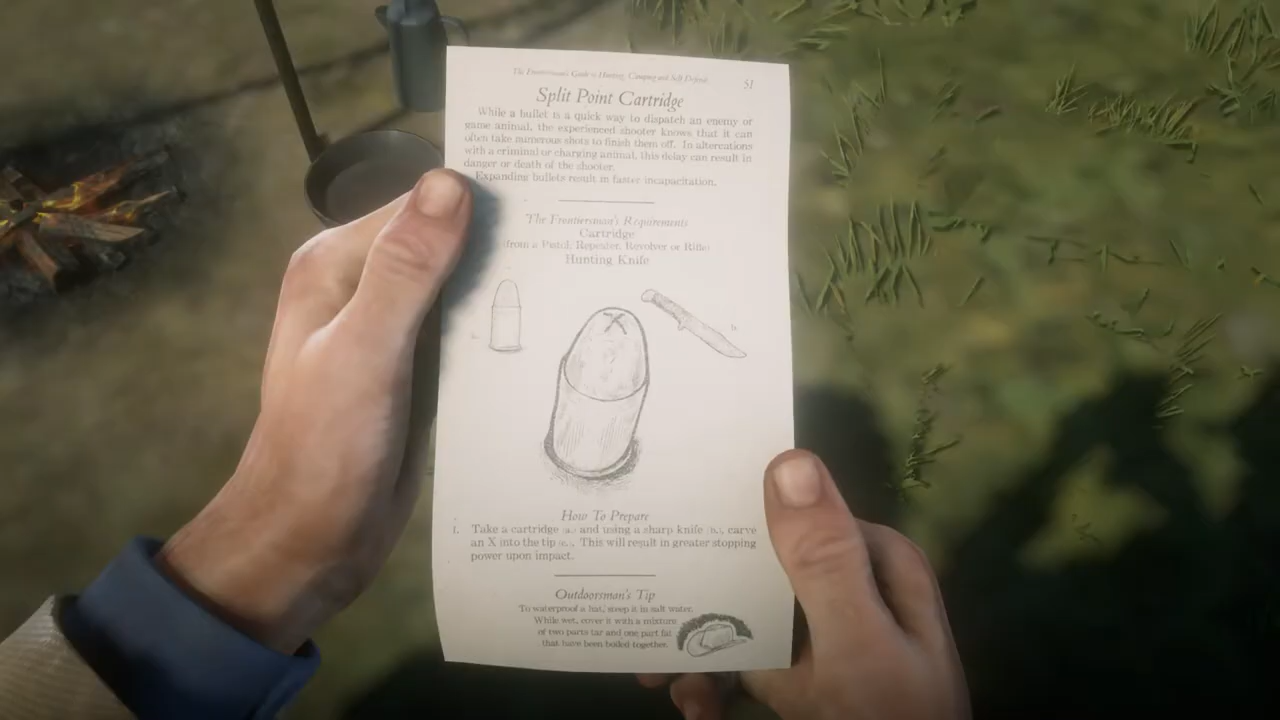 The Frontiersman's Guide to Hunting, Camping and Self Defense
51
Split Point Cartridge
While a bullet is a quick way to dispatch an enemy or
game animal, the experienced shooter knows that it can
often take numerous shots to finish them off. In altercations
with a criminal or charging animal, this delay can result in
danger or death of the shooter.
Expanding bullets result in faster incapacitation.
The Frontiersman's Requirements
Cartridge
(from a Pistol, Repeater, Revolver or Rifle)
Hunting Knife
b.
How To Prepare
1. Take a cartridge (a.) and using a sharp knife (b.), carve
an X into the tip (c.). This will result in greater stopping
power upon impact.
Outdoorsman's Tip
To waterproof a hat, steep it in salt water.
While wet, cover it with a mixture
of two parts tar and one part fat
that have been boiled together.